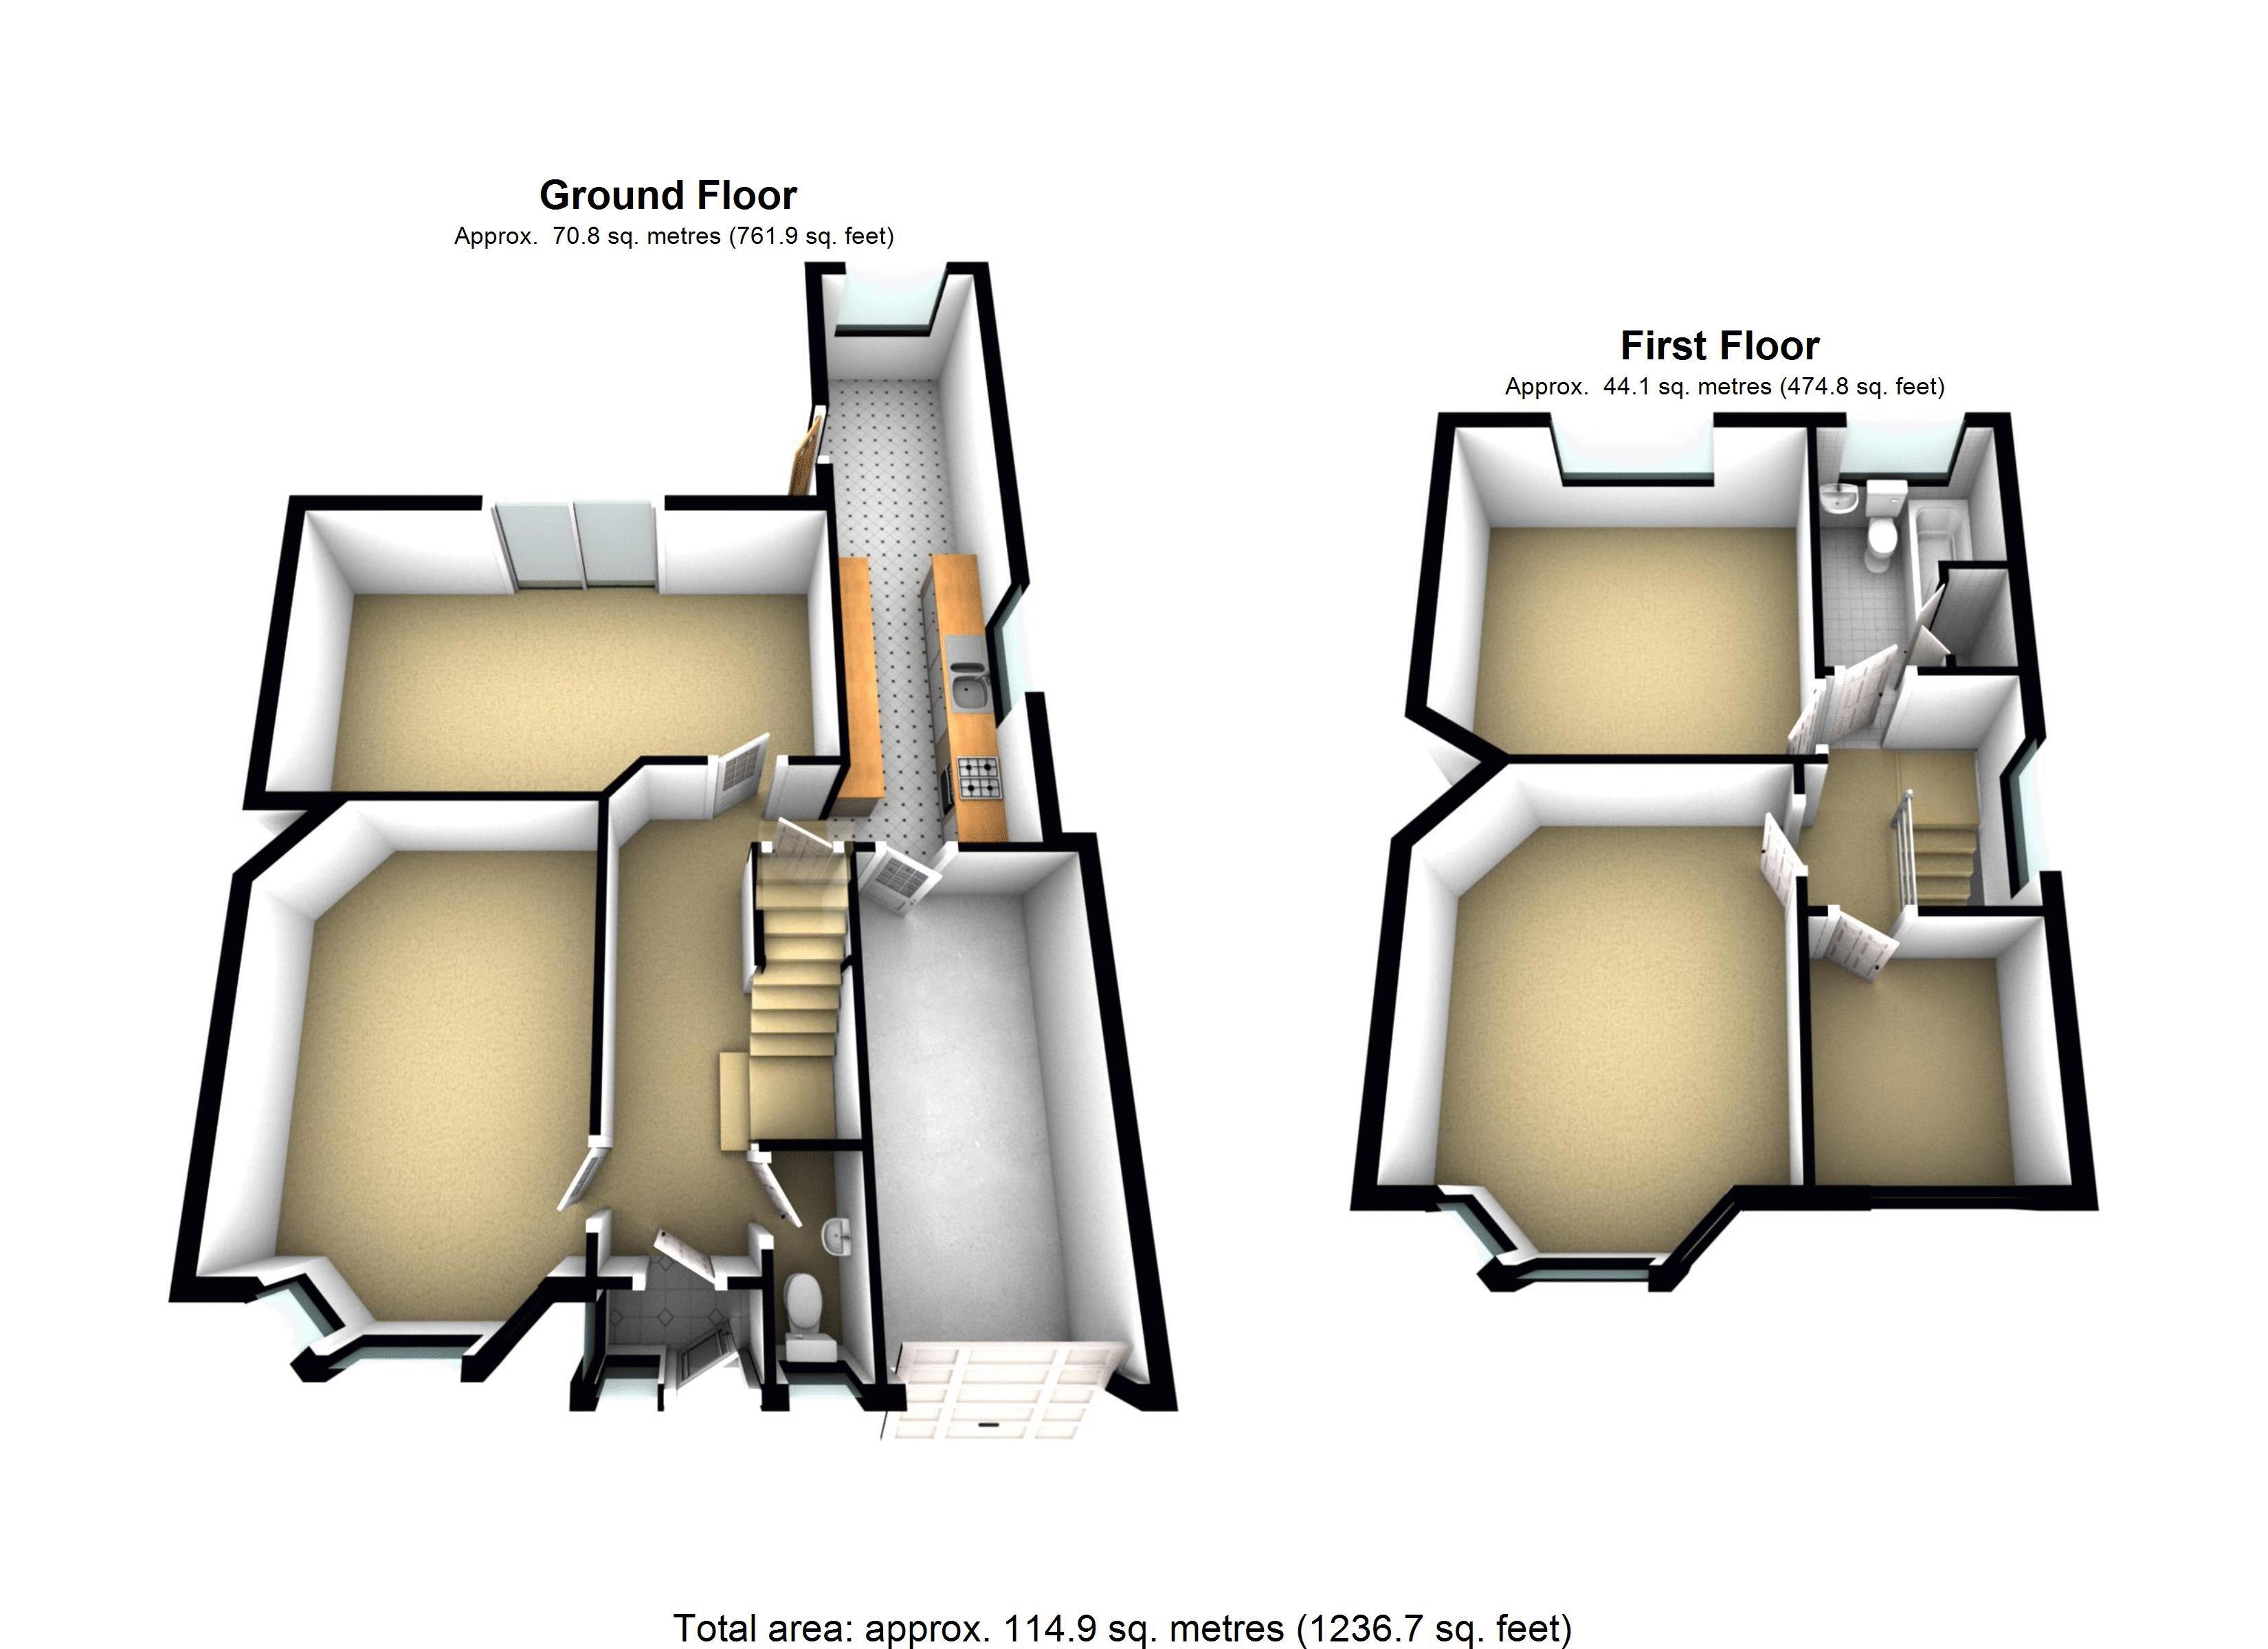 Ground Floor
Approx. 70.8 sq. metres (761.9 sq. feet)
First Floor
Approx. 44.1 sq. metres (474.8 sq. feet)
Total area: approx. 114.9 sq. metres (1236.7 sq. feet)